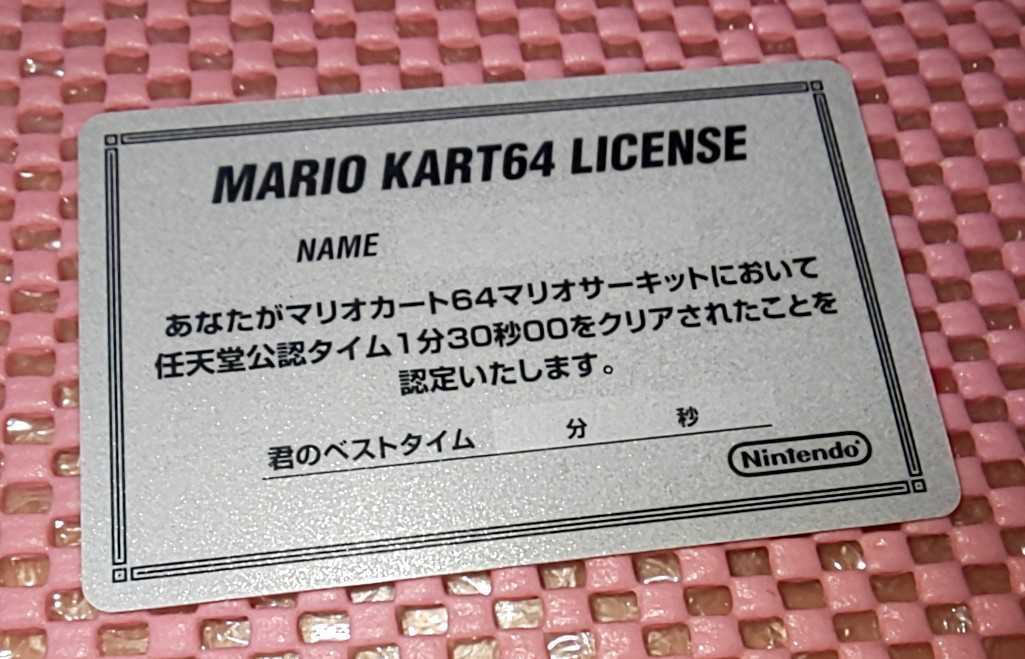 MARIO KART64 LICENSE
NAME
あなたがマリオカート64マリオサーキットにおいて
任天堂公認タイム1分30秒00をクリアされたことを
認定いたします。
君のベストタイム 分 秒
Nintendo®